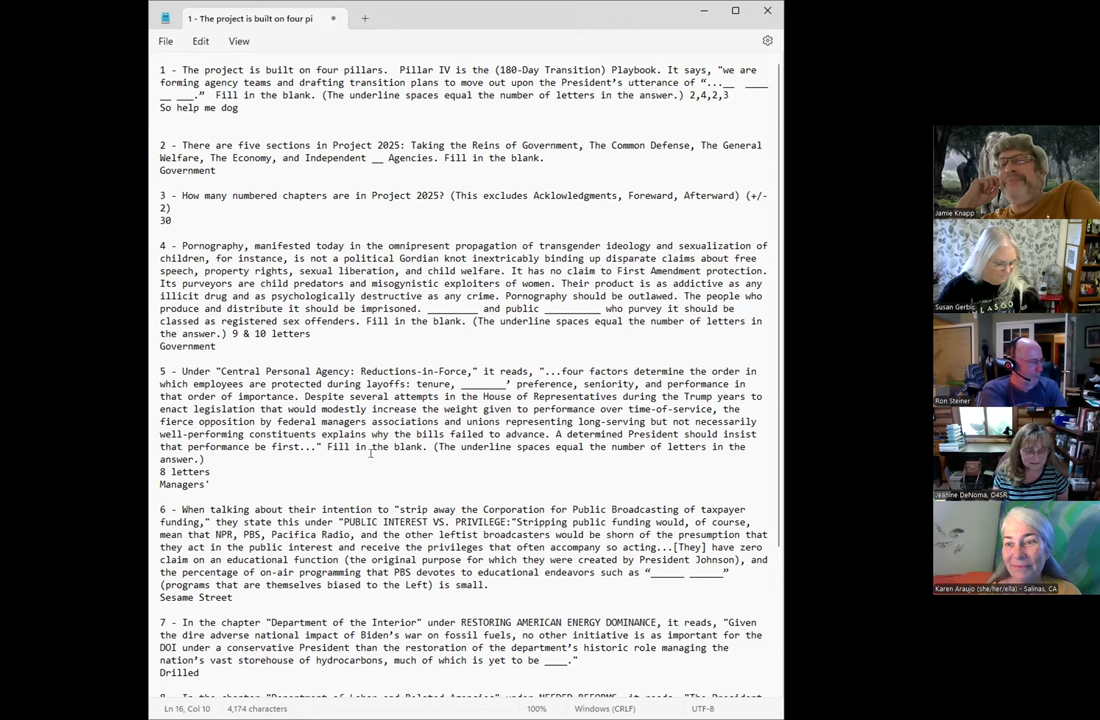 1 - The project is built on four pi
File
Edit
View
1 - The project is built on four pillars.  Pillar IV is the (180-Day Transition) Playbook. It says, "we are
forming agency teams and drafting transition plans to move out upon the President's utterance of "...__  ____
__ ___."  Fill in the blank. (The underline spaces equal the number of letters in the answer.) 2,4,2,3
So help me dog
2 - There are five sections in Project 2025: Taking the Reins of Government, The Common Defense, The General
Welfare, The Economy, and Independent __ Agencies. Fill in the blank.
Government
3 - How many numbered chapters are in Project 2025? (This excludes Acklowledgments, Foreward, Afterward) (+/-
2)
30
4 - Pornography, manifested today in the omnipresent propagation of transgender ideology and sexualization of
children, for instance, is not a political Gordian knot inextricably binding up disparate claims about free
speech, property rights, sexual liberation, and child welfare. It has no claim to First Amendment protection.
Its purveyors are child predators and misogynistic exploiters of women. Their product is as addictive as any
illicit drug and as psychologically destructive as any crime. Pornography should be outlawed. The people who
produce and distribute it should be imprisoned. _________ and public __________ who purvey it should be
classed as registered sex offenders. Fill in the blank. (The underline spaces equal the number of letters in
the answer.) 9 & 10 letters
Government
5 - Under "Central Personal Agency: Reductions-in-Force," it reads, "...four factors determine the order in
which employees are protected during layoffs: tenure, ________' preference, seniority, and performance in
that order of importance. Despite several attempts in the House of Representatives during the Trump years to
enact legislation that would modestly increase the weight given to performance over time-of-service, the
fierce opposition by federal managers associations and unions representing long-serving but not necessarily
well-performing constituents explains why the bills failed to advance. A determined President should insist
that performance be first..." Fill in the blank. (The underline spaces equal the number of letters in the
answer.)
8 letters
Managers'
6 - When talking about their intention to "strip away the Corporation for Public Broadcasting of taxpayer
funding," they state this under "PUBLIC INTEREST VS. PRIVILEGE:"Stripping public funding would, of course,
mean that NPR, PBS, Pacifica Radio, and the other leftist broadcasters would be shorn of the presumption that
they act in the public interest and receive the privileges that often accompany so acting...[They] have zero
claim on an educational function (the original purpose for which they were created by President Johnson), and
the percentage of on-air programming that PBS devotes to educational endeavors such as "______ ______"
(programs that are themselves biased to the Left) is small.
Sesame Street
7 - In the chapter "Department of the Interior" under RESTORING AMERICAN ENERGY DOMINANCE, it reads, "Given
the dire adverse national impact of Biden's war on fossil fuels, no other initiative is as important for the
DOI under a conservative President than the restoration of the department's historic role managing the
nation's vast storehouse of hydrocarbons, much of which is yet to be ____."
Drilled
8 - In the chapter "Department of Labor and Related Agencies" under NEEDED REFORMS, it reads, "The President
Ln 16, Col 10
4,174 characters
100%
Windows (CRLF)
UTF-8
Jamie Knapp
Susan Gerbic
GLASGO
Ron Steiner
Jeanine DeNoma, O4SR
Karen Araujo (she/her/ella) - Salinas, CA